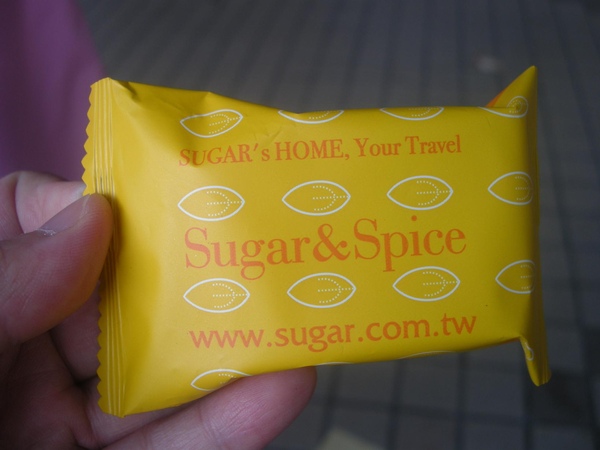 SUGAR's HOME, Your Travel
Sugar&Spice
www.sugar.com.tw